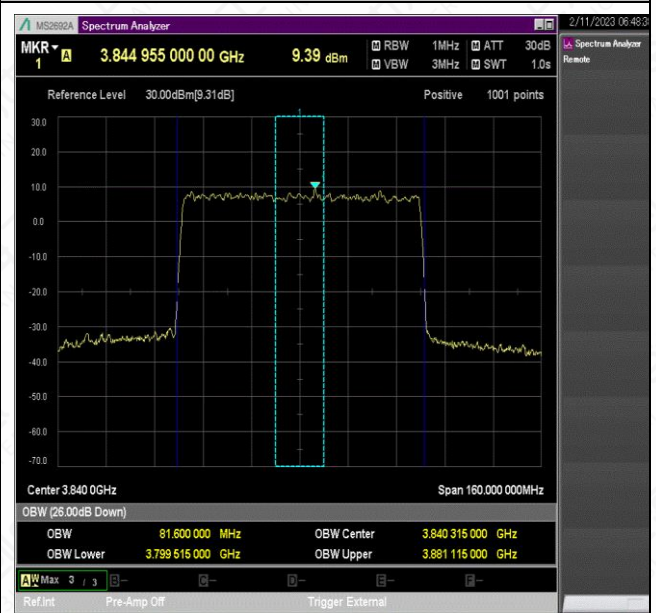 MS2692A Spectrum Analyzer
2/11/2023 06:48:3
MKR A 3.844 955 000 00 GHz 9.39 dBm M RBW 1MHz M ATT 30dB
1 M VBW 3MHz M SWT 1.0s
Spectrum Analyzer
Remote
Reference Level 30.00dBm[9.31dB] Positive 1001 points
1
30.0
20.0
10.0
0.0
-10.0
-20.0
-30.0
-40.0
-50.0
-60.0
-70.0
Center 3.840 0GHz Span 160.000 000MHz
OBW (26.00dB Down)
OBW 81.600 000 MHz OBW Center 3.840 315 000 GHz
OBW Lower 3.799 515 000 GHz OBW Upper 3.881 115 000 GHz
A W Max 3 / 3 B- C- D- E- F-
Ref.Int Pre-Amp Off Trigger External